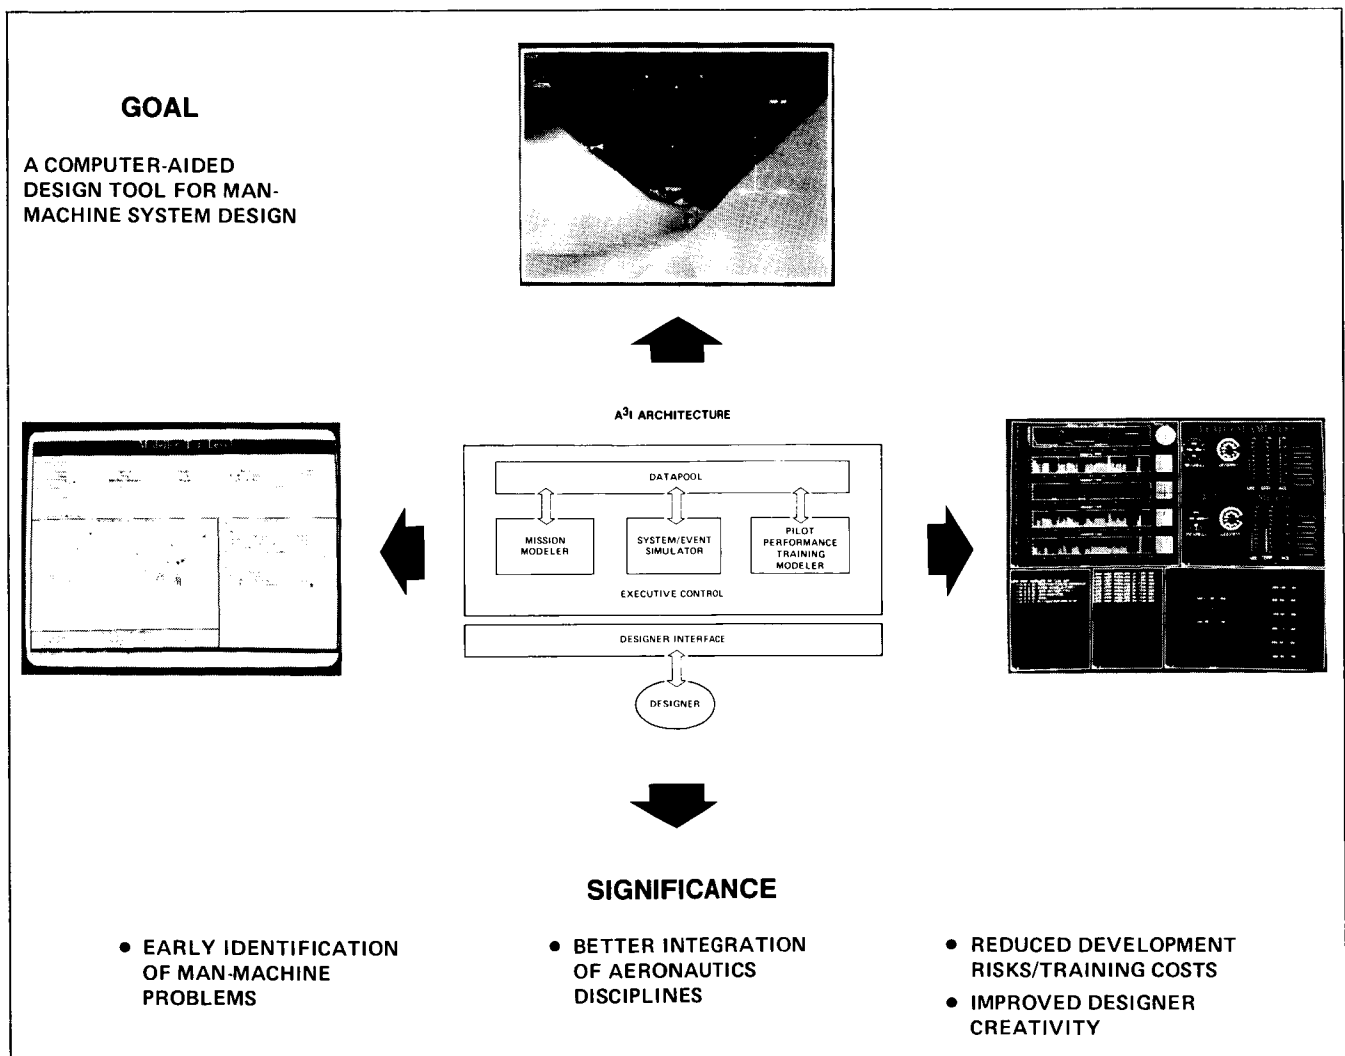 GOAL
A COMPUTER-AIDED
DESIGN TOOL FOR MAN-
MACHINE SYSTEM DESIGN
A³I ARCHITECTURE
DATAPOOL
MISSION
MODELER
SYSTEM/EVENT
SIMULATOR
PILOT
PERFORMANCE
TRAINING
MODELER
EXECUTIVE CONTROL
DESIGNER INTERFACE
DESIGNER
SIGNIFICANCE
● EARLY IDENTIFICATION
OF MAN-MACHINE
PROBLEMS
● BETTER INTEGRATION
OF AERONAUTICS
DISCIPLINES
● REDUCED DEVELOPMENT
RISKS/TRAINING COSTS
● IMPROVED DESIGNER
CREATIVITY